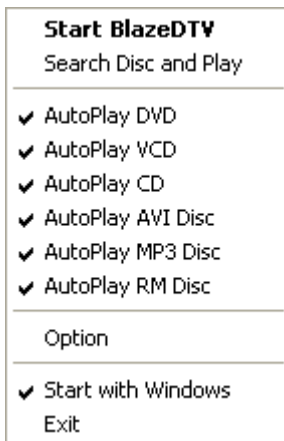 Start BlazeDTV
Search Disc and Play
AutoPlay DVD
AutoPlay VCD
AutoPlay CD
AutoPlay AVI Disc
AutoPlay MP3 Disc
AutoPlay RM Disc
Option
Start with Windows
Exit